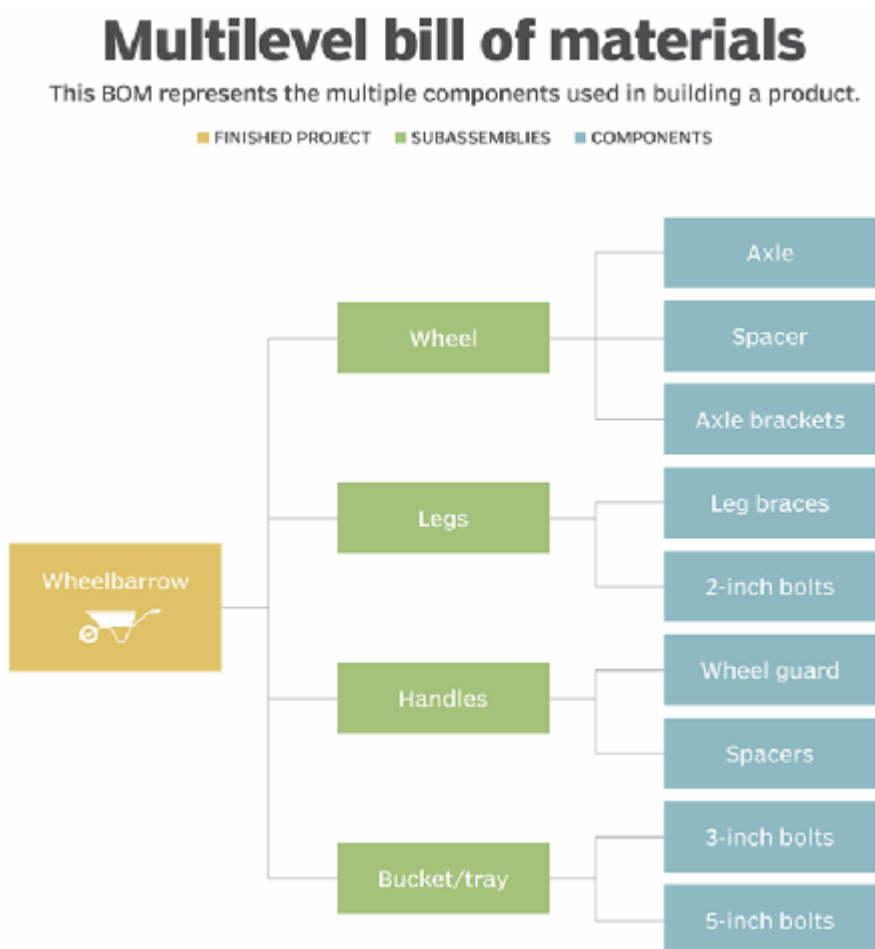 Multilevel bill of materials
This BOM represents the multiple components used in building a product.
FINISHED PROJECT SUBASSEMBLIES COMPONENTS
Axle
Wheel
Spacer
Axle brackets
Leg braces
Legs
2-inch bolts
Wheelbarrow
Wheel guard
Handles
Spacers
3-inch bolts
Bucket/tray
5-inch bolts